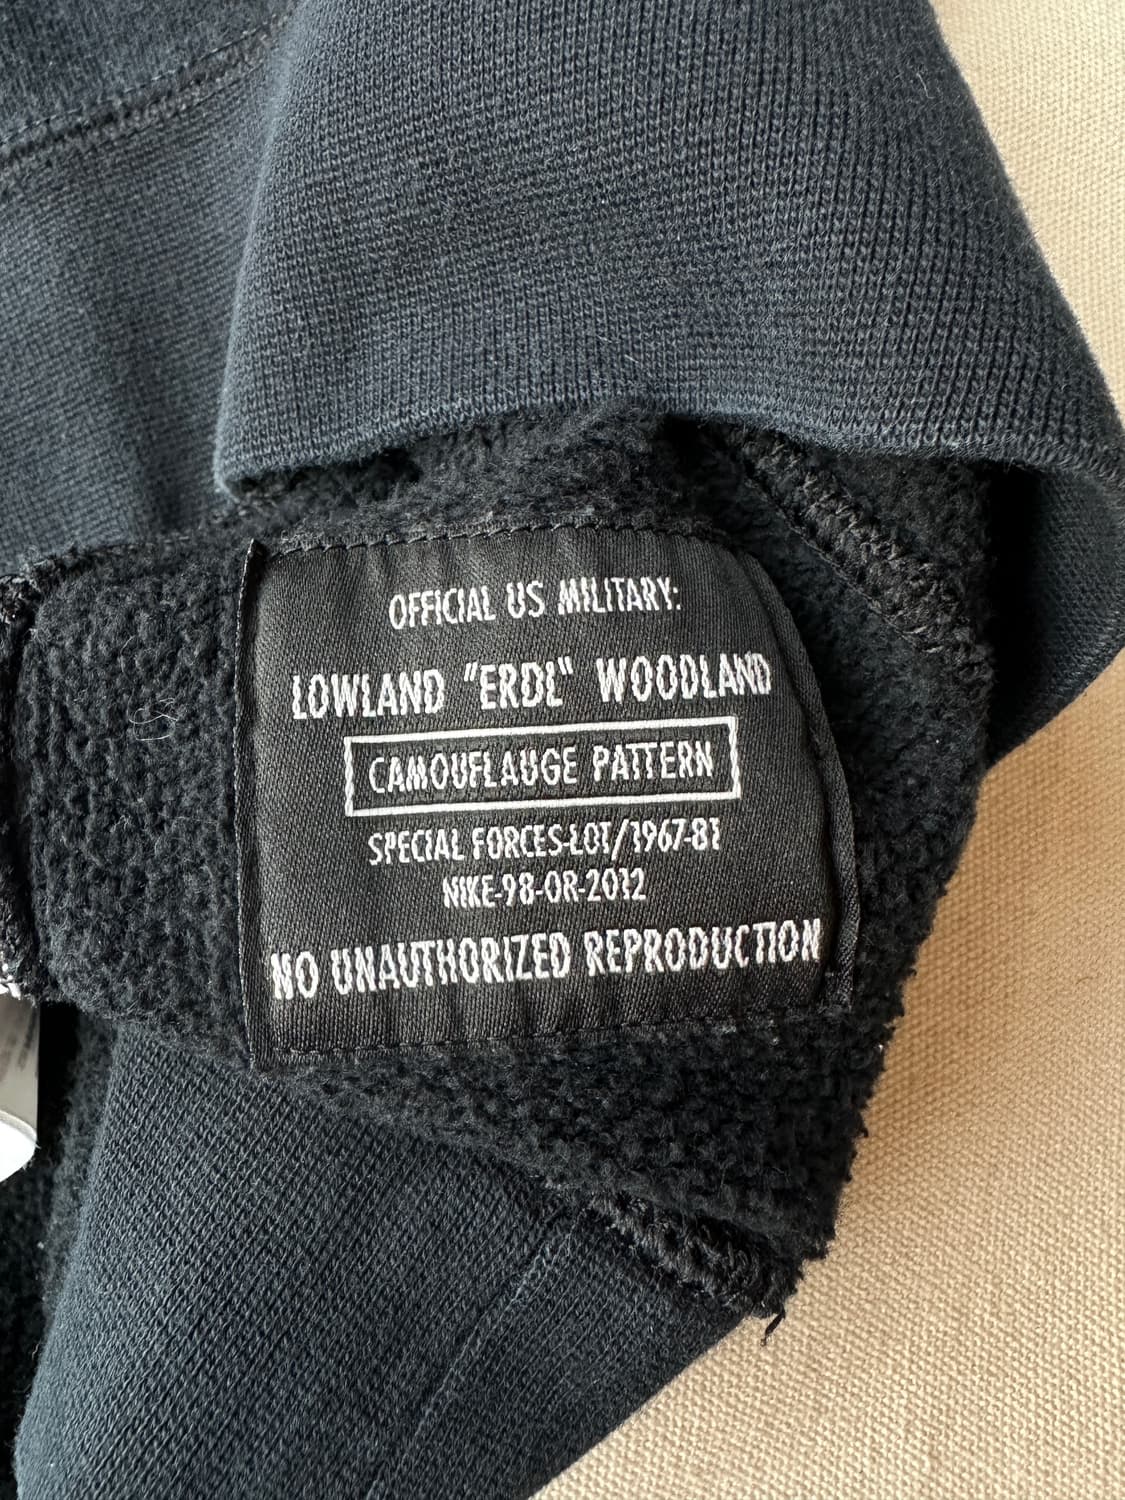 OFFICIAL US MILITARY:
LOWLAND "ERDL" WOODLAND
CAMOUFLAUGE PATTERN
SPECIAL FORCES-LOT/1967-81
NIKE-98-OR-2012
NO UNAUTHORIZED REPRODUCTION